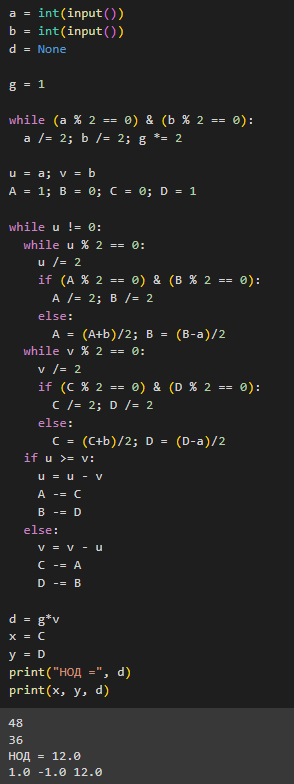 a = int(input())
b = int(input())
d = None
g = 1
while (a % 2 == 0) & (b % 2 == 0):
a /= 2; b /= 2; g *= 2
u = a; v = b
A = 1; B = 0; C = 0; D = 1
while u != 0:
while u % 2 == 0:
u /= 2
if (A % 2 == 0) & (B % 2 == 0):
A /= 2; B /= 2
else:
A = (A+b)/2; B = (B-a)/2
while v % 2 == 0:
v /= 2
if (C % 2 == 0) & (D % 2 == 0):
C /= 2; D /= 2
else:
C = (C+b)/2; D = (D-a)/2
if u >= v:
u = u - v
A -= C
B -= D
else:
v = v - u
C -= A
D -= B
d = g*v
x = C
y = D
print("НОД =", d)
print(x, y, d)
48
36
НОД = 12.0
1.0 -1.0 12.0